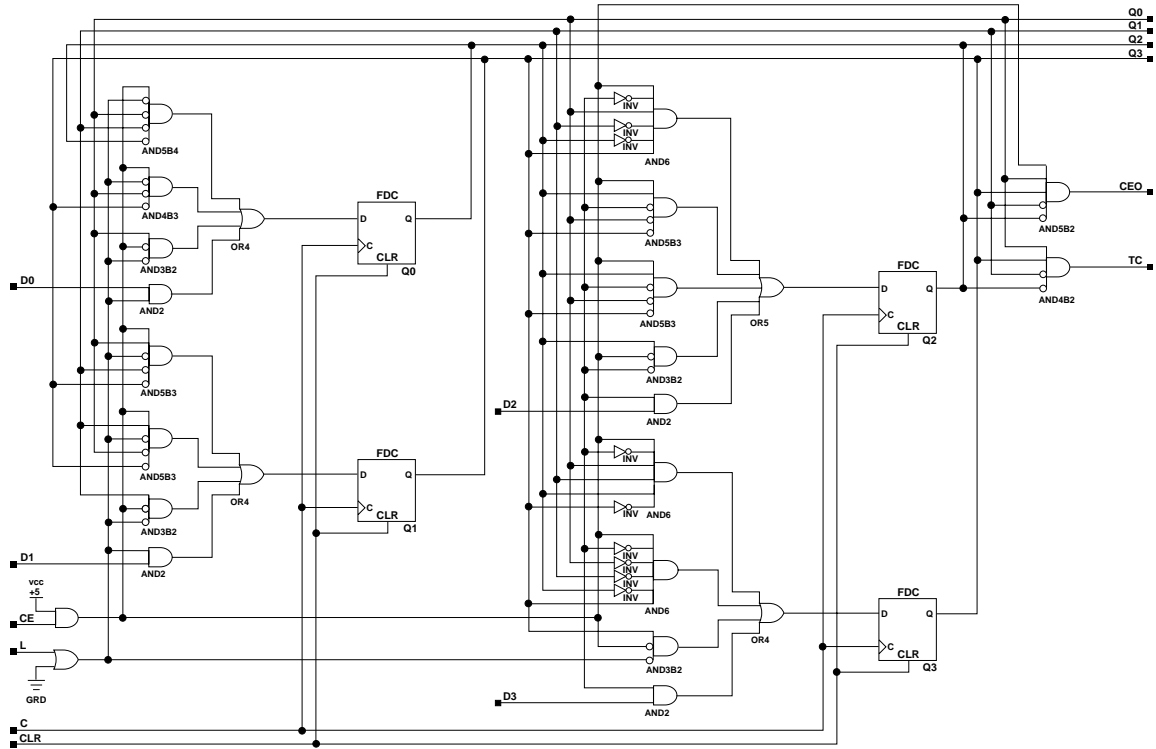 Q0
Q1
Q2
Q3
AND5B4
AND4B3
AND3B2
D0
AND2
OR4
FDC
D
Q
C
CLR
Q0
AND5B3
AND5B3
AND3B2
D1
AND2
OR4
FDC
D
Q
C
CLR
Q1
vcc
+5
CE
L
GRD
C
CLR
INV
INV
INV
AND6
AND5B3
AND5B3
AND3B2
D2
AND2
OR5
FDC
D
Q
C
CLR
Q2
INV
INV
AND6
INV
INV
INV
INV
AND6
AND3B2
D3
AND2
OR4
FDC
D
Q
C
CLR
Q3
CEO
AND5B2
TC
AND4B2